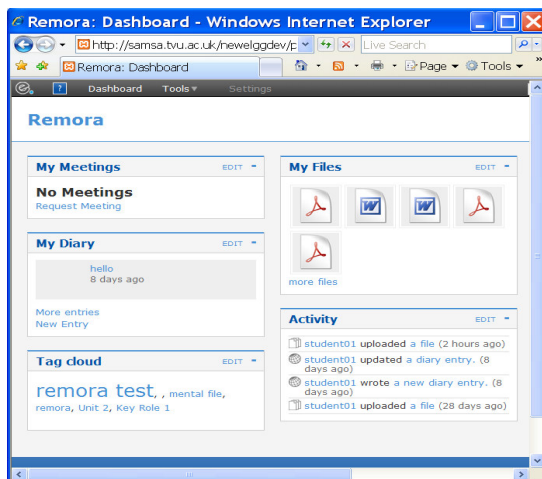 Remora: Dashboard - Windows Internet Explorer
http://samsa.tvu.ac.uk/newelggdev/p
Live Search
Remora: Dashboard
Page
Tools
Dashboard Tools Settings
Remora
My Meetings EDIT
No Meetings
Request Meeting
My Diary EDIT
hello
8 days ago
More entries
New Entry
Tag cloud EDIT
remora test, , mental file,
remora, Unit 2, Key Role 1
My Files EDIT
more files
Activity EDIT
student01 uploaded a file (2 hours ago)
student01 updated a diary entry. (8
days ago)
student01 wrote a new diary entry. (8
days ago)
student01 uploaded a file (28 days ago)